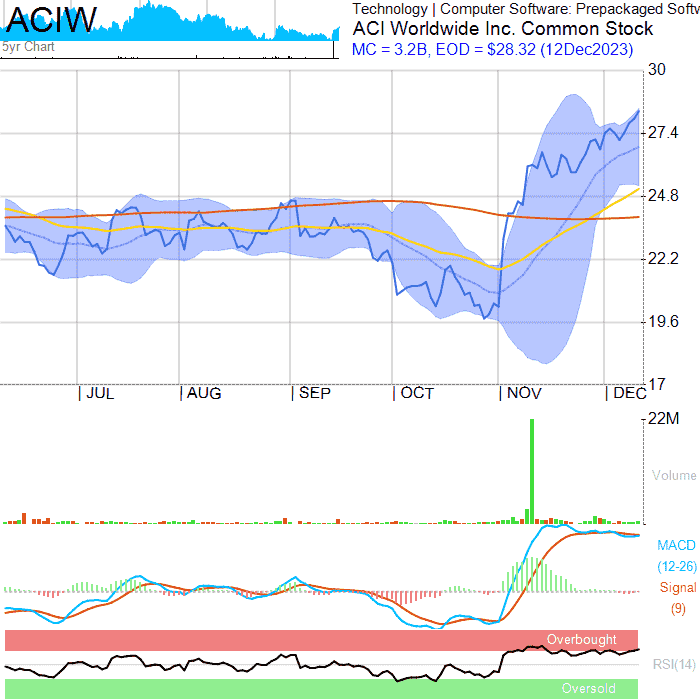 ACIW
5yr Chart
Technology | Computer Software: Prepackaged Softw
ACI Worldwide Inc. Common Stock
MC = 3.2B, EOD = $28.32 (12Dec2023)
30
27.4
24.8
22.2
19.6
17
| JUL | AUG | SEP | OCT | NOV | DEC
22M
Volume
MACD
(12-26)
Signal
(9)
Overbought
RSI(14)
Oversold